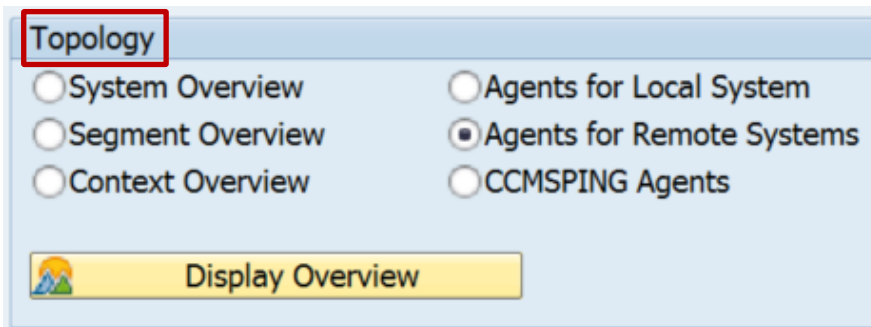 Topology
System Overview
Agents for Local System
Segment Overview
Agents for Remote Systems
Context Overview
CCMSPING Agents
Display Overview